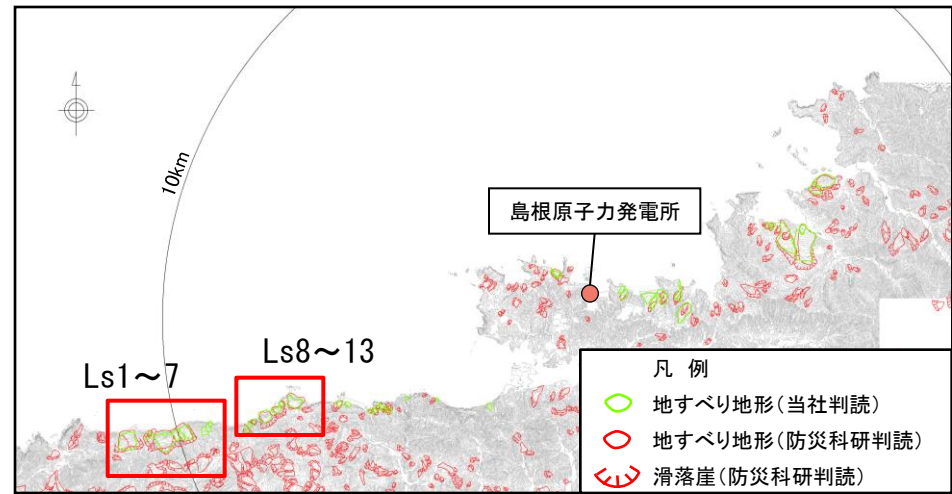 10km
島根原子力発電所
Ls8～13
Ls1～7
凡 例
地すべり地形（当社判読）
地すべり地形（防災科研判読）
滑落崖（防災科研判読）